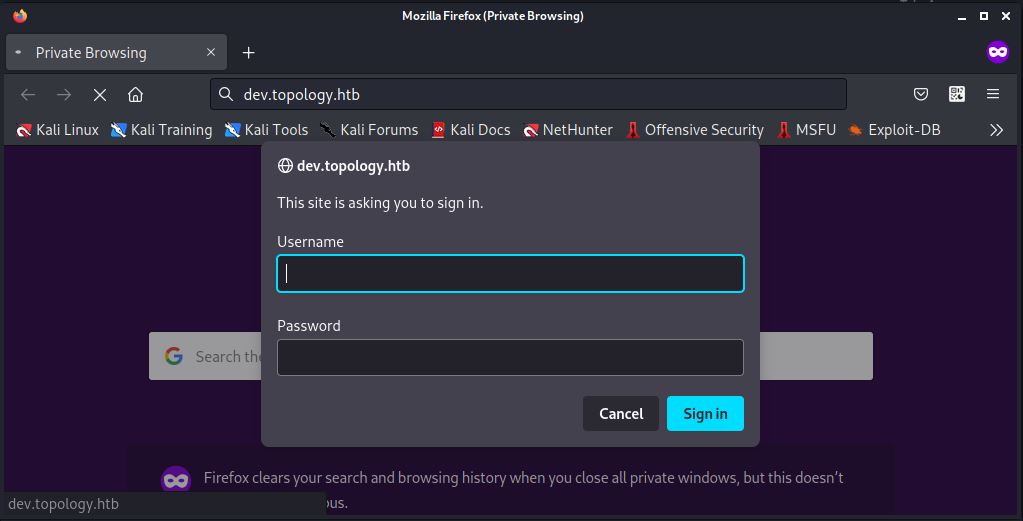 Mozilla Firefox (Private Browsing)
Private Browsing
dev.topology.htb
Kali Linux Kali Training Kali Tools Kali Forums Kali Docs NetHunter Offensive Security MSFU Exploit-DB
dev.topology.htb
This site is asking you to sign in.
Username
Password
Search the
Cancel Sign in
Firefox clears your search and browsing history when you close all private windows, but this doesn’t
dev.topology.htb